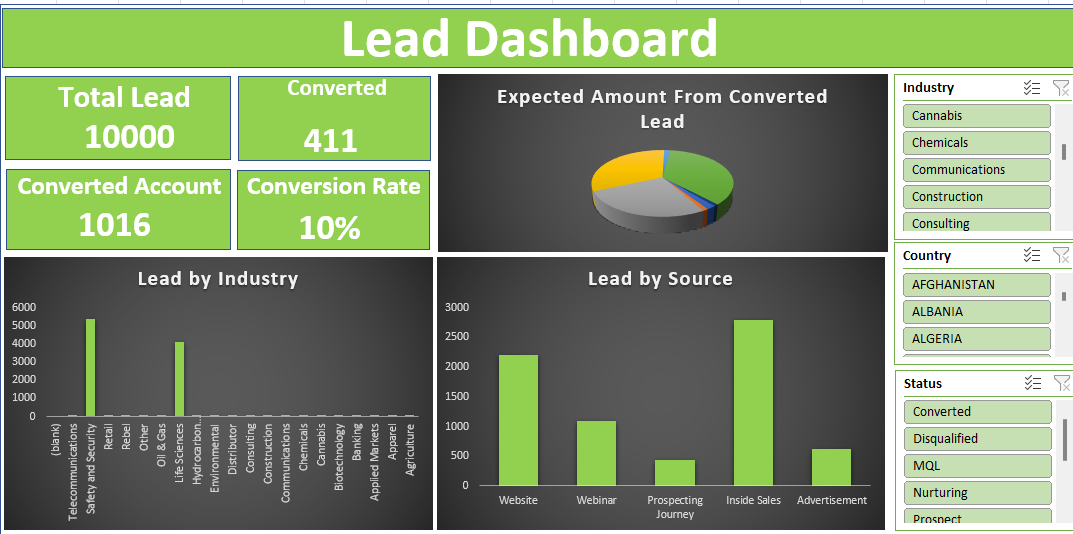 Lead Dashboard
Total Lead
10000
Converted
411
Converted Account
1016
Conversion Rate
10%
Expected Amount From Converted
Lead
Lead by Industry
6000
5000
4000
3000
2000
1000
0
(blank)
Telecommunications
Safety and Security
Retail
Rebel
Other
Oil & Gas
Life Sciences
Hydrocarbon...
Environmental
Distributor
Consulting
Construction
Communications
Chemicals
Cannabis
Biotechnology
Banking
Applied Markets
Apparel
Agriculture
Lead by Source
3000
2500
2000
1500
1000
500
0
Website
Webinar
Prospecting
Journey
Inside Sales
Advertisement
Industry
Cannabis
Chemicals
Communications
Construction
Consulting
Country
AFGHANISTAN
ALBANIA
ALGERIA
Status
Converted
Disqualified
MQL
Nurturing
Prospect